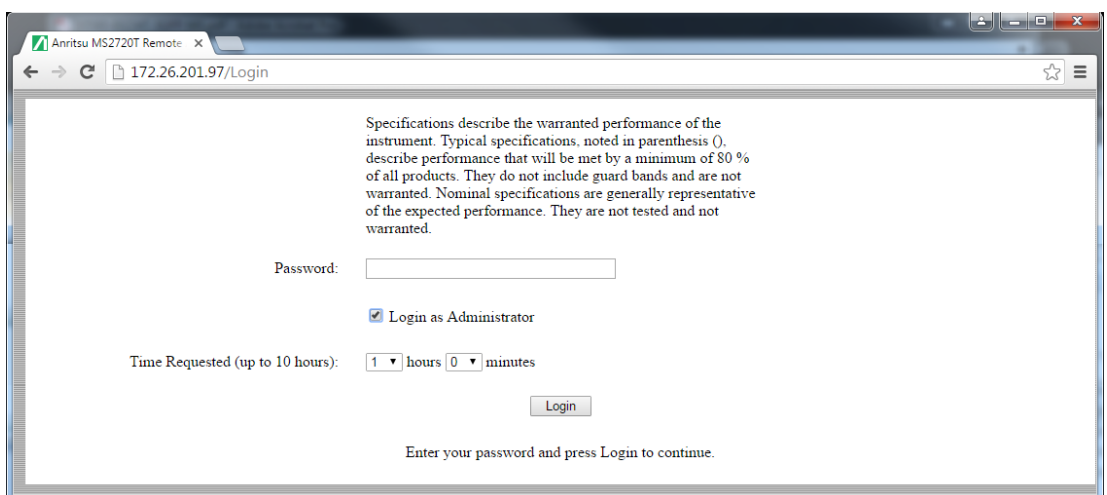 Anritsu MS2720T Remote
172.26.201.97/Login
Specifications describe the warranted performance of the
instrument. Typical specifications, noted in parenthesis (),
describe performance that will be met by a minimum of 80 %
of all products. They do not include guard bands and are not
warranted. Nominal specifications are generally representative
of the expected performance. They are not tested and not
warranted.
Password:
Login as Administrator
Time Requested (up to 10 hours): 1 hours 0 minutes
Login
Enter your password and press Login to continue.